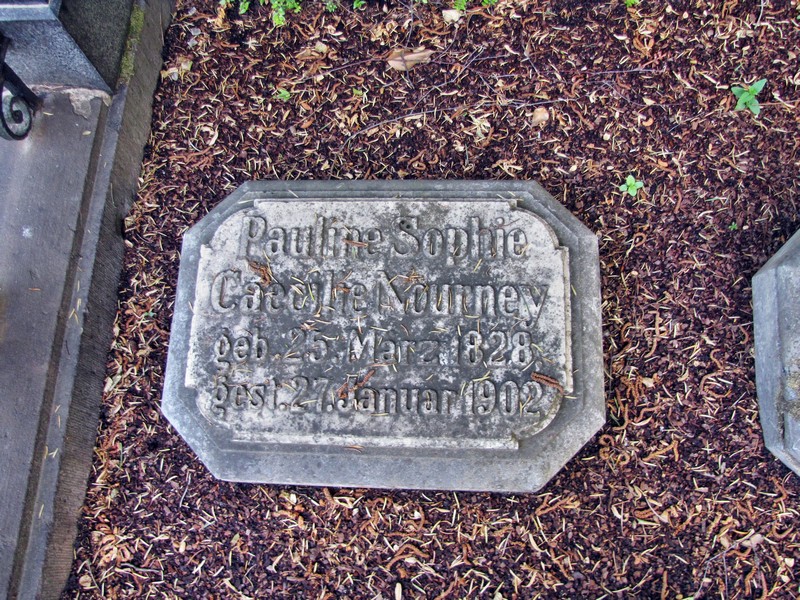 Pauline Sophie
Caecilie Nourney
geb. 25. März 1828
gest. 27. Januar 1902